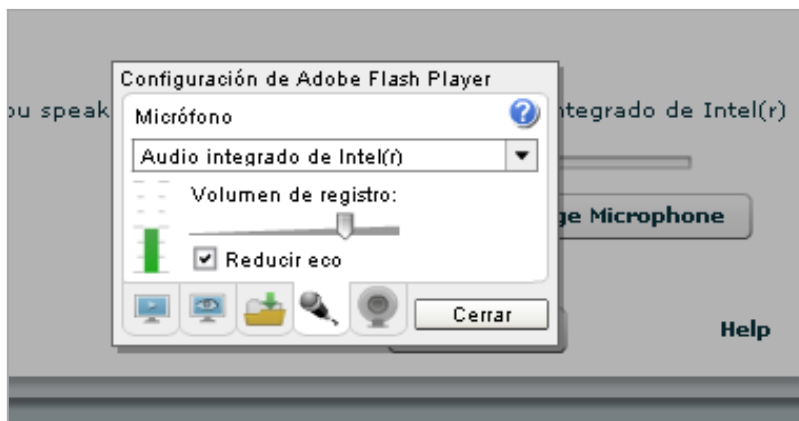 Configuración de Adobe Flash Player
ou speak
Micrófono
ntegrado de Intel(r)
Audio integrado de Intel(r)
Volumen de registro:
ge Microphone
Reducir eco
Cerrar
Help